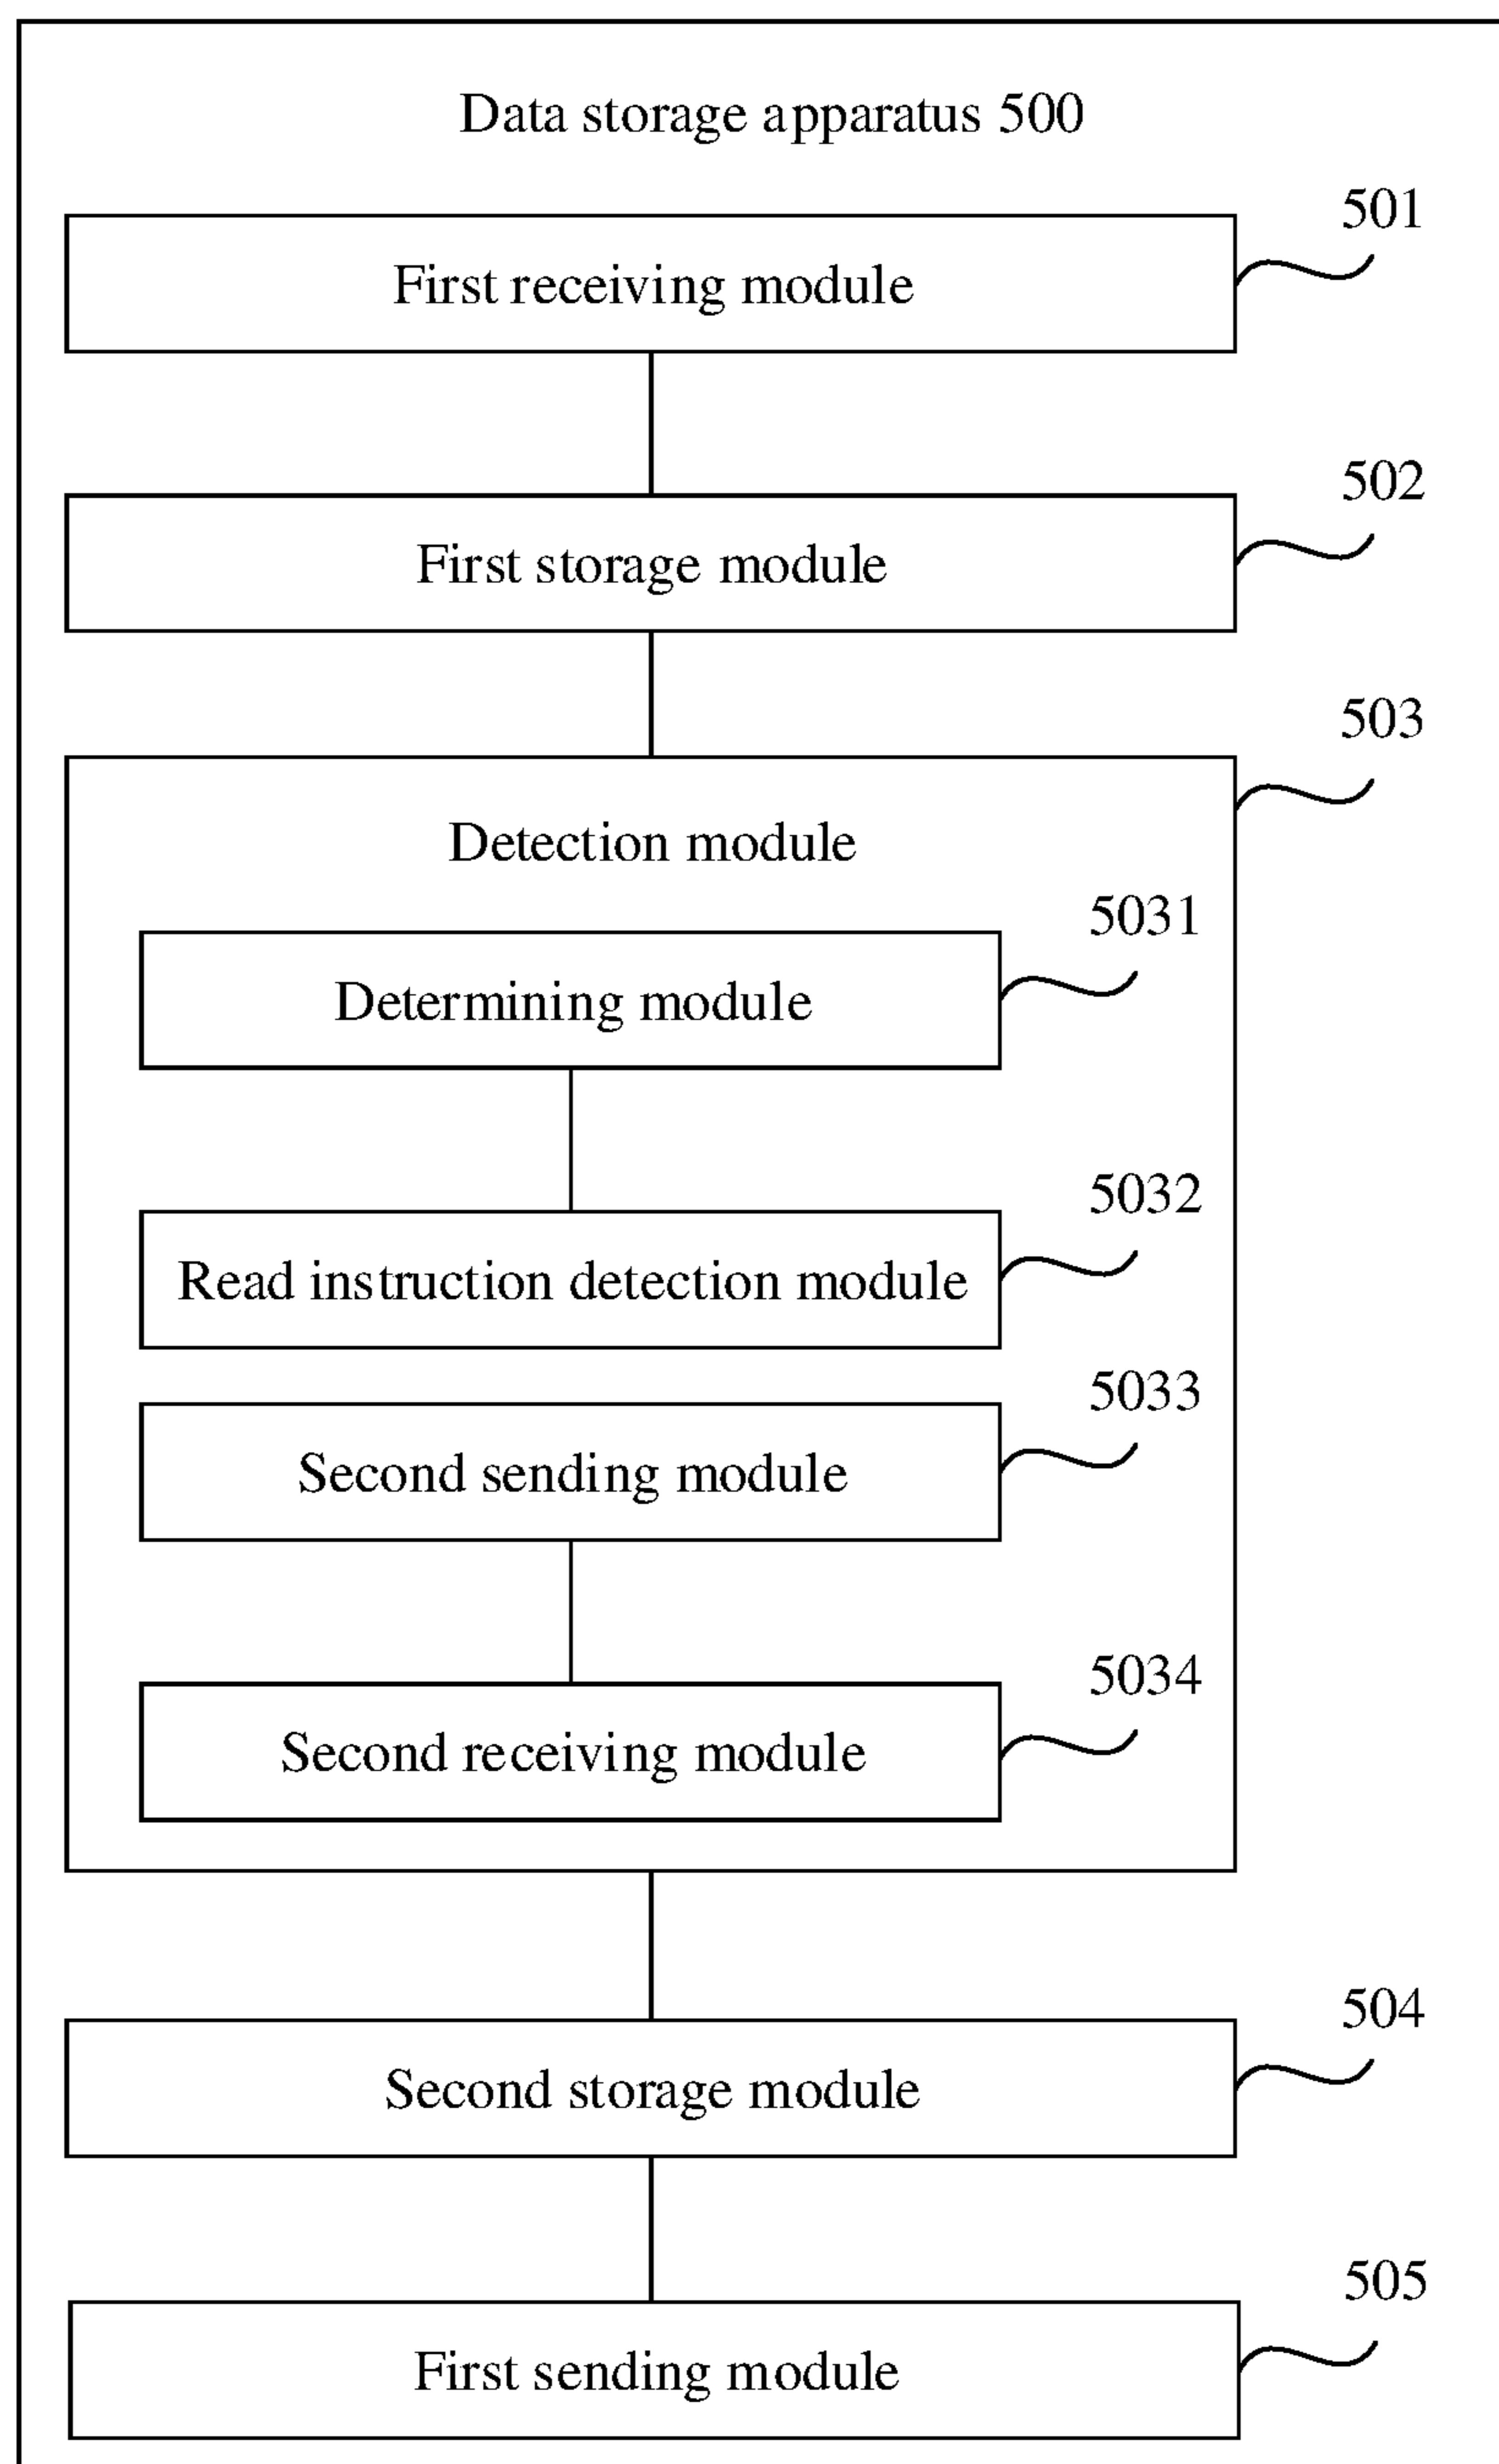 Data storage apparatus 500
501
First receiving module
502
First storage module
503
Detection module
5031
Determining module
5032
Read instruction detection module
5033
Second sending module
5034
Second receiving module
504
Second storage module
505
First sending module